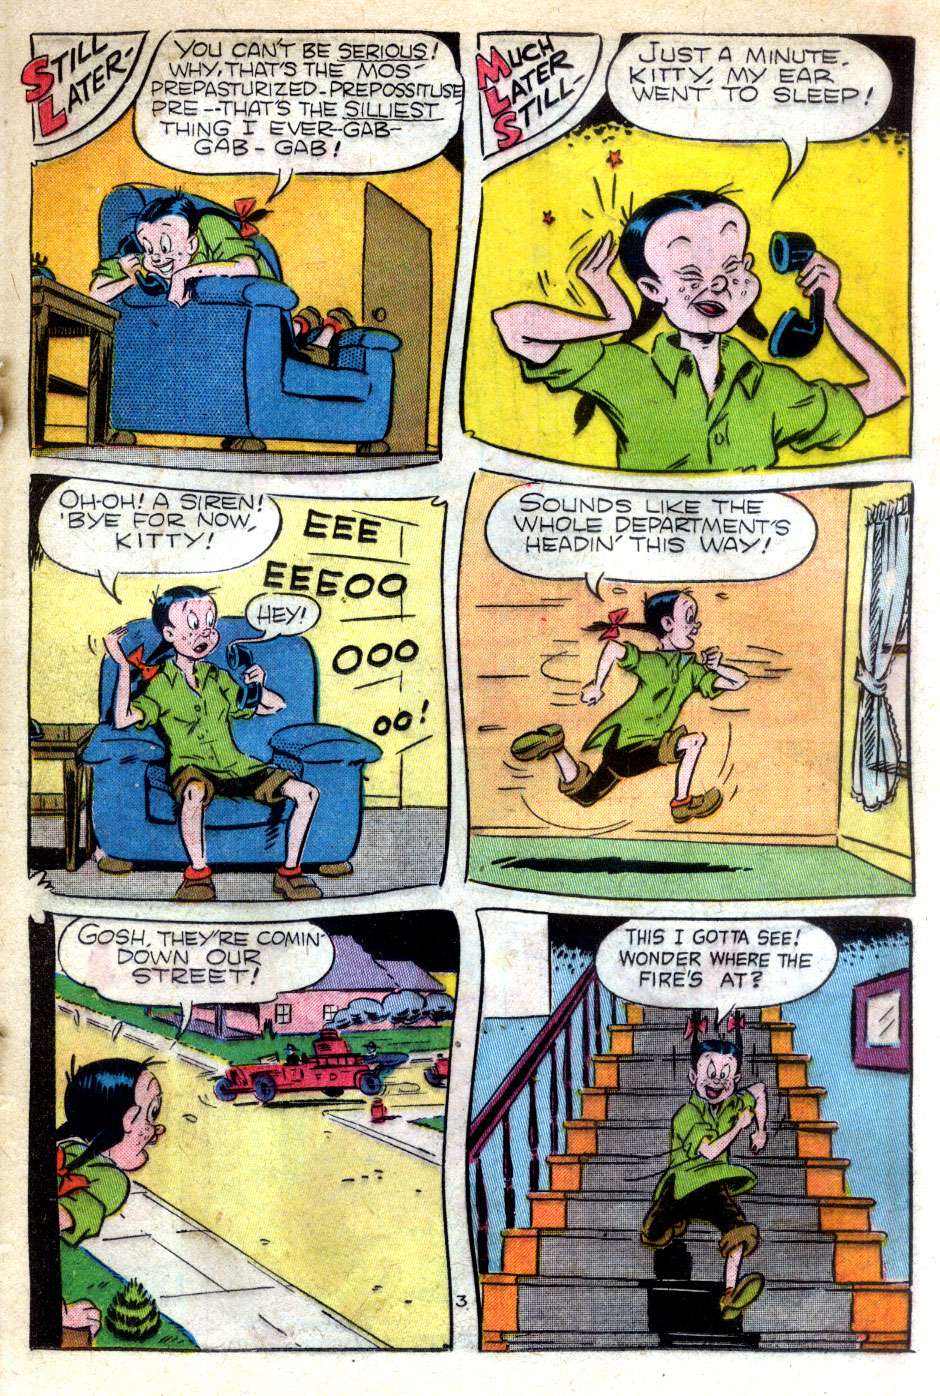 STILL
LATER-
YOU CAN'T BE SERIOUS!
WHY, THAT'S THE MOS-
PREPASTURIZED-PREPOSSITUSE
PRE--THAT'S THE SILLIEST
THING I EVER-GAB-
GAB-GAB!
MUCH
LATER
STILL-
JUST A MINUTE,
KITTY, MY EAR
WENT TO SLEEP!
OH-OH! A SIREN!
'BYE FOR NOW,
KITTY!
HEY!
EEE
EEEOO
OOO
OO!
SOUNDS LIKE THE
WHOLE DEPARTMENT'S
HEADIN' THIS WAY!
GOSH, THEY'RE COMIN'
DOWN OUR
STREET!
THIS I GOTTA SEE!
WONDER WHERE THE
FIRE'S AT?
3